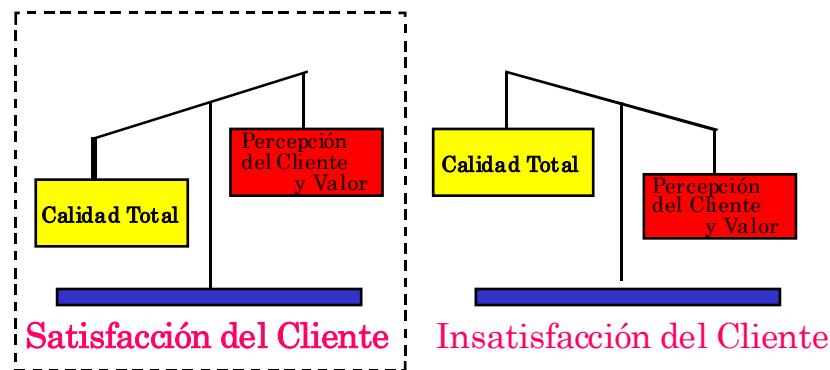 Percepción
del Cliente
y Valor
Calidad Total
Satisfacción del Cliente
Calidad Total
Percepción
del Cliente
y Valor
Insatisfacción del Cliente